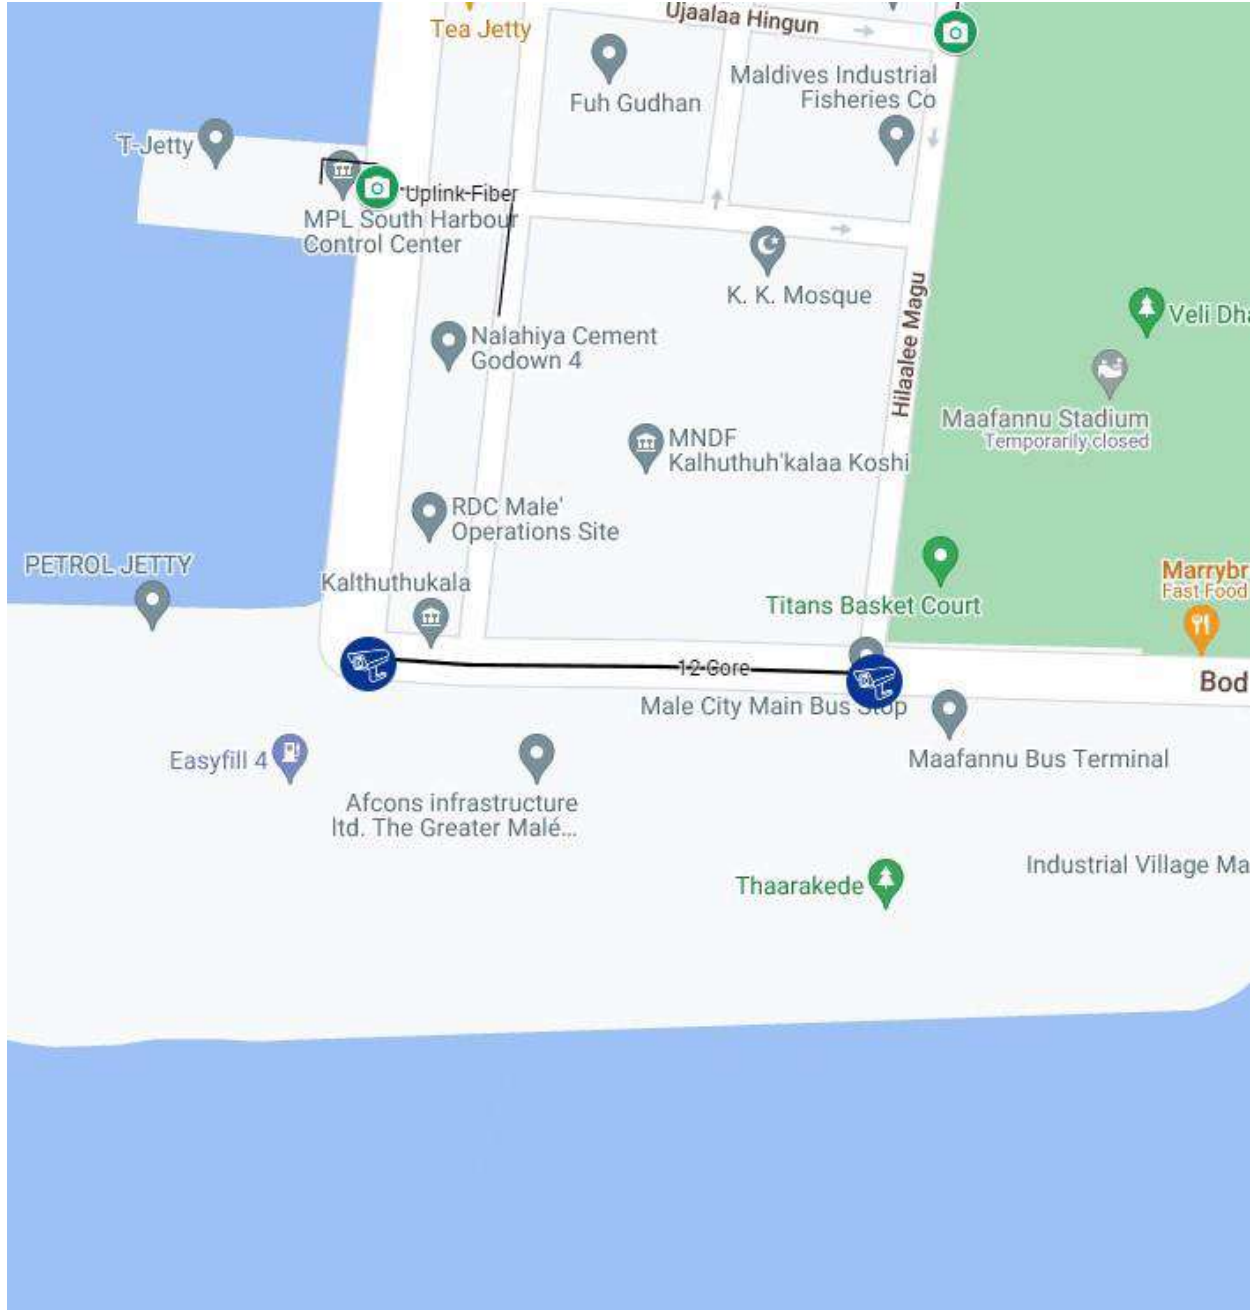 Ujaalaa Hingun
Tea Jetty
Maldives Industrial
Fisheries Co
Fuh Gudhan
T-Jetty
Uplink-Fiber
MPL South Harbour
Control Center
K. K. Mosque
Hilaalee Magu
Veli Dha
Nalahiya Cement
Godown 4
Maafannu Stadium
Temporarily closed
MNDF
Kalhuthuh'kalaa Koshi
RDC Male'
Operations Site
PETROL JETTY
Kalthuthukala
Marrybr
Fast Food
Titans Basket Court
12 Gore
Bod
Male City Main Bus Stop
Maafannu Bus Terminal
Easyfill 4
Afcons infrastructure
ltd. The Greater Malé...
Industrial Village Ma
Thaarakede